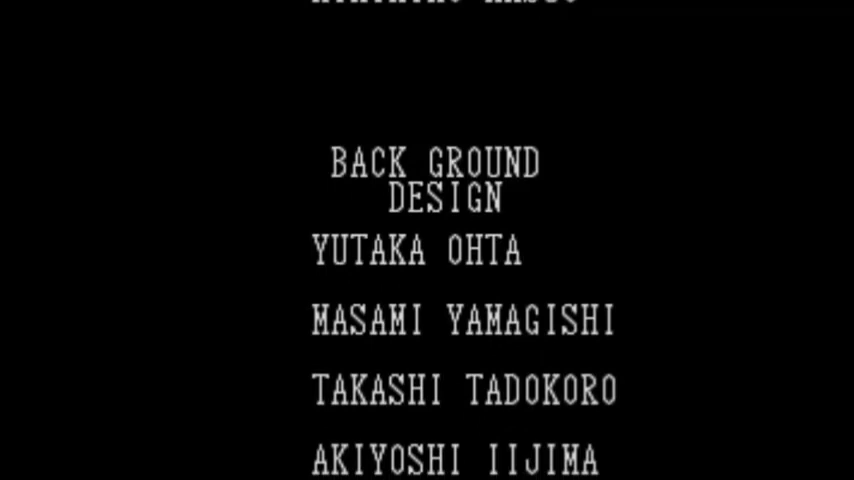 BACK GROUND
DESIGN
YUTAKA OHTA
MASAMI YAMAGISHI
TAKASHI TADOKORO
AKIYOSHI IIJIMA